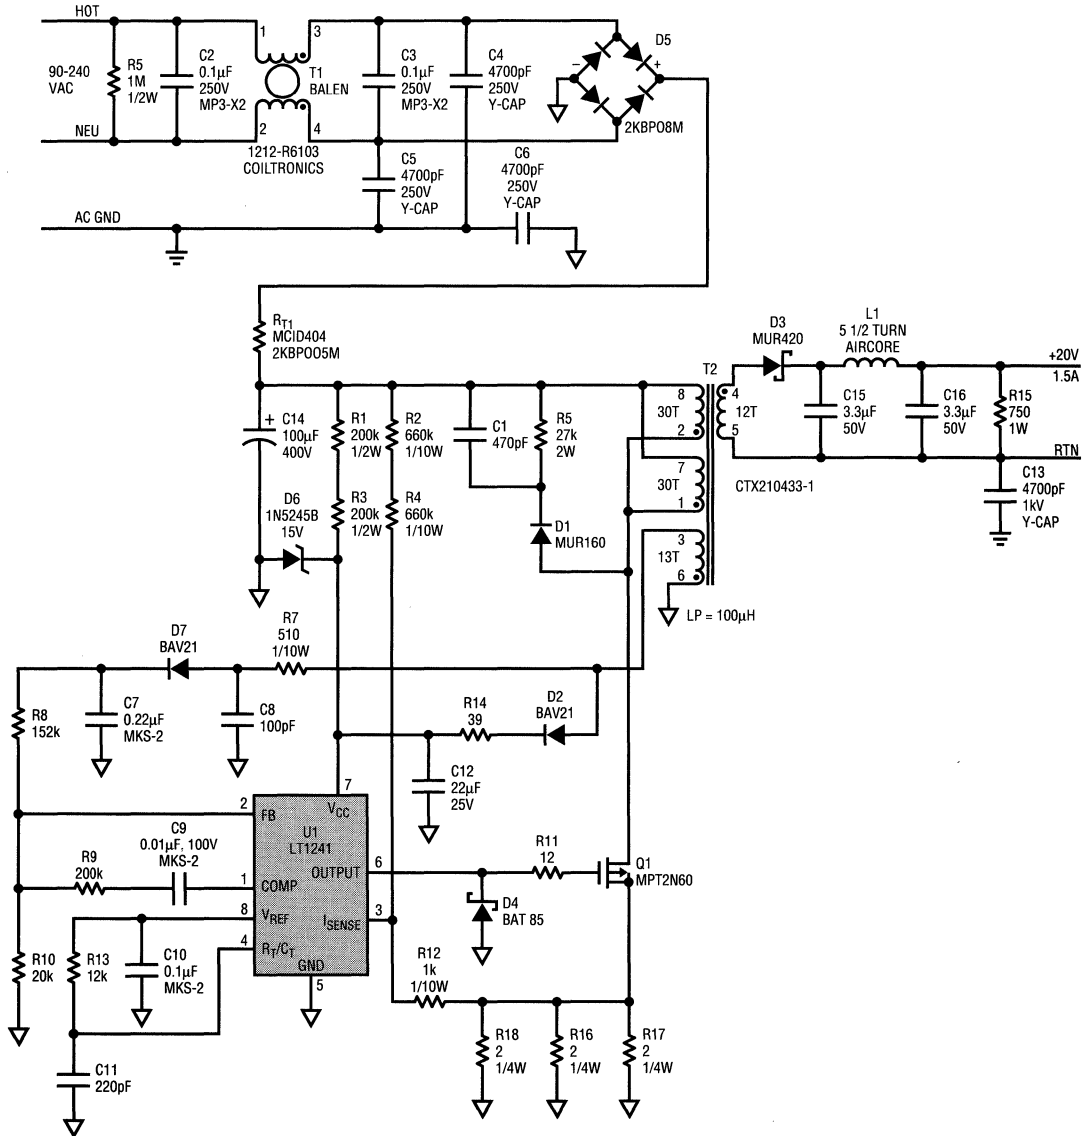 HOT
90-240
VAC
R5
1M
1/2W
C2
0.1µF
250V
MP3-X2
1
3
T1
BALEN
2
4
1212-R6103
COILTRONICS
C3
0.1µF
250V
MP3-X2
C4
4700pF
250V
Y-CAP
D5
–
+
2KBPO8M
NEU
C5
4700pF
250V
Y-CAP
C6
4700pF
250V
Y-CAP
AC GND
RT1
MCID404
2KBPOO5M
+
C14
100µF
400V
R1
200k
1/2W
R2
660k
1/10W
C1
470pF
R5
27k
2W
T2
8
30T
2
7
30T
1
3
13T
6
4
12T
5
D3
MUR420
L1
5 1/2 TURN
AIRCORE
+20V
1.5A
C15
3.3µF
50V
C16
3.3µF
50V
R15
750
1W
RTN
CTX210433-1
C13
4700pF
1kV
Y-CAP
D6
1N5245B
15V
R3
200k
1/2W
R4
660k
1/10W
D1
MUR160
LP = 100µH
D7
BAV21
R7
510
1/10W
R8
152k
C7
0.22µF
MKS-2
C8
100pF
R14
39
D2
BAV21
C12
22µF
25V
7
VCC
2
FB
U1
LT1241
C9
0.01µF, 100V
MKS-2
R9
200k
1
COMP
OUTPUT
6
R11
12
Q1
MPT2N60
D4
BAT 85
8
VREF
ISENSE
3
4
RT/CT
GND
5
R10
20k
R13
12k
C10
0.1µF
MKS-2
R12
1k
1/10W
R18
2
1/4W
R16
2
1/4W
R17
2
1/4W
C11
220pF